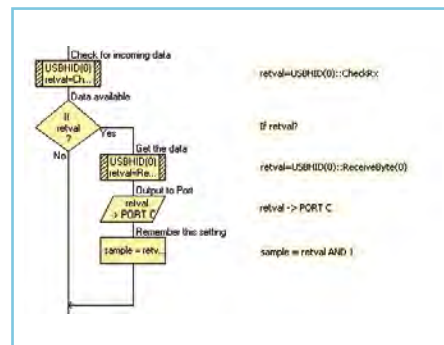 Check for incoming data
USBHID(0)
retval=Ch...
retval=USBHID(0)::CheckRx
Data available
If
retval
?
Yes
No
If retval?
Get the data
USBHID(0)
retval=Re...
retval=USBHID(0)::ReceiveByte(0)
Output to Port
retval
-> PORT C
retval -> PORT C
Remember this setting
sample = retv...
sample = retval AND 1